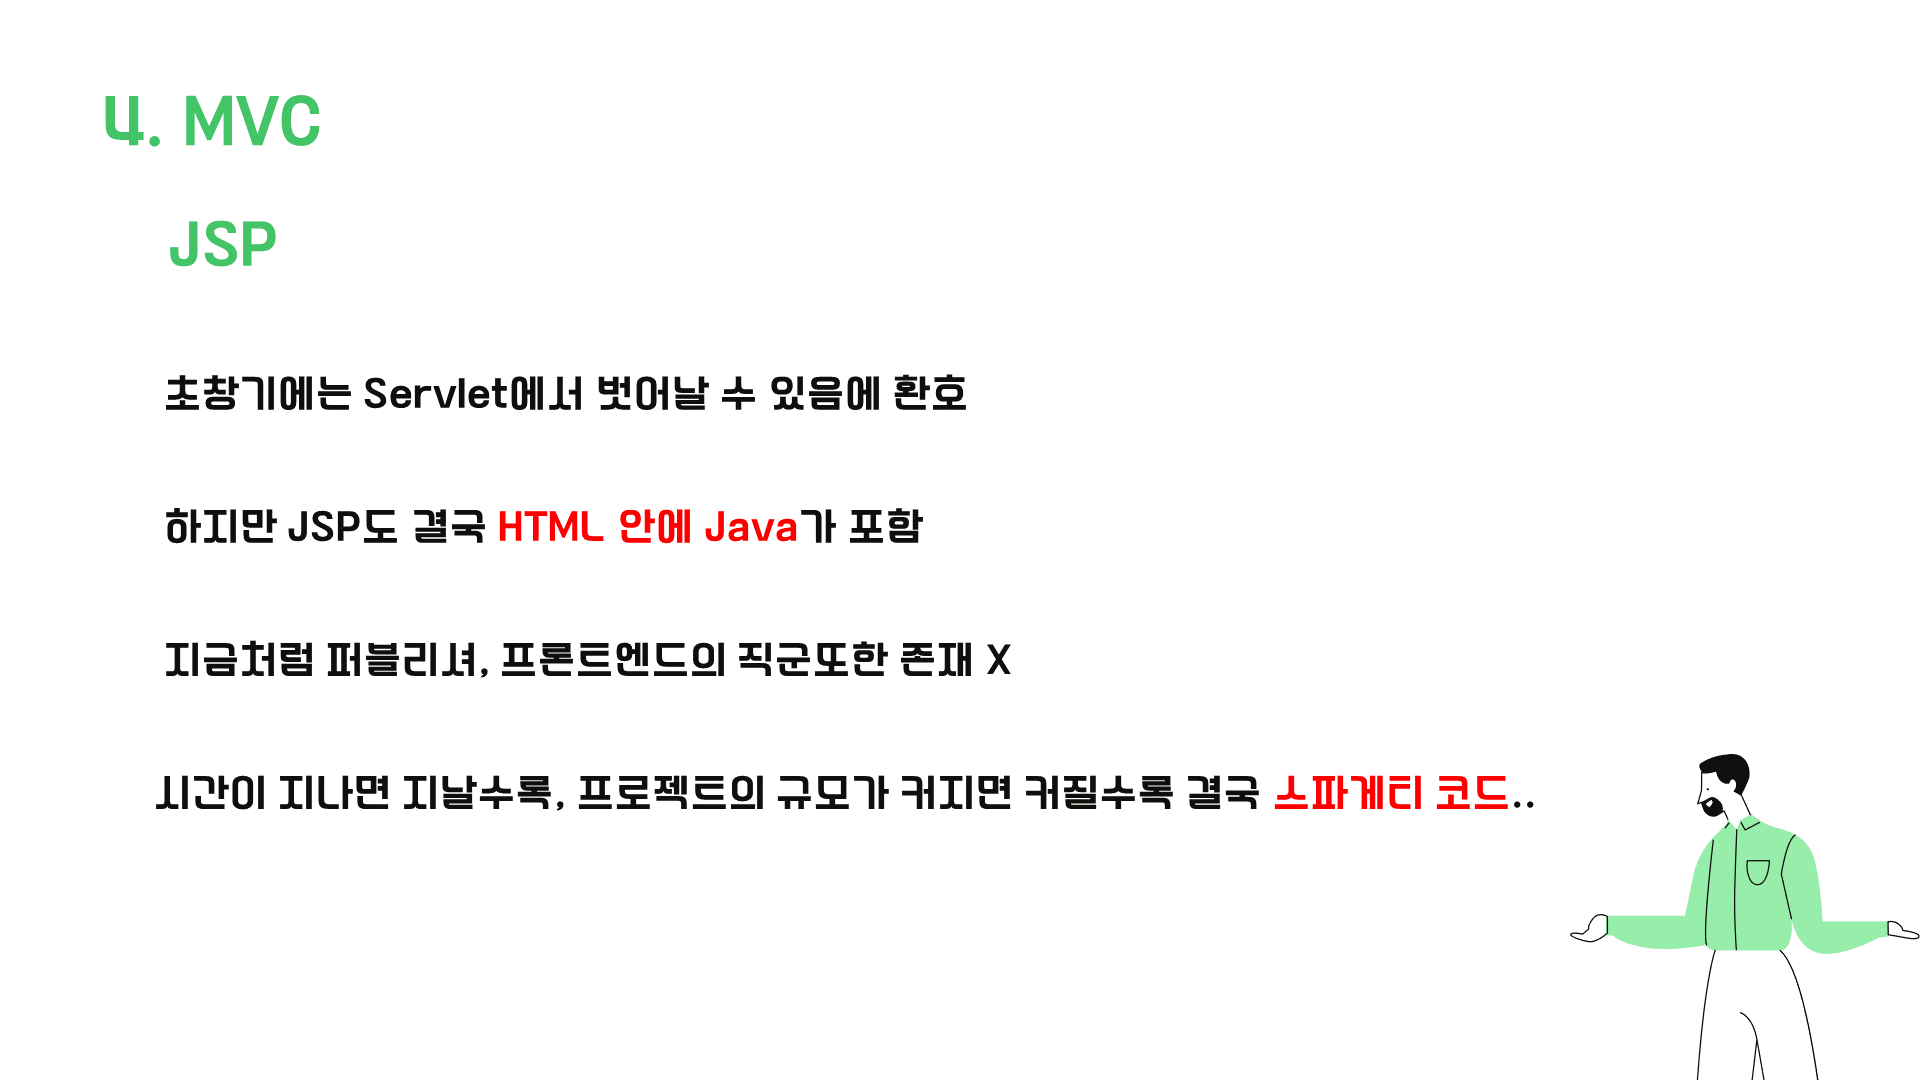 4. MVC
JSP
초창기에는 Servlet에서 벗어날 수 있음에 환호
하지만 JSP도 결국 HTML 안에 Java가 포함
지금처럼 퍼블리셔, 프론트엔드의 직군또한 존재 X
시간이 지나면 지날수록, 프로젝트의 규모가 커지면 커질수록 결국 스파게티 코드..